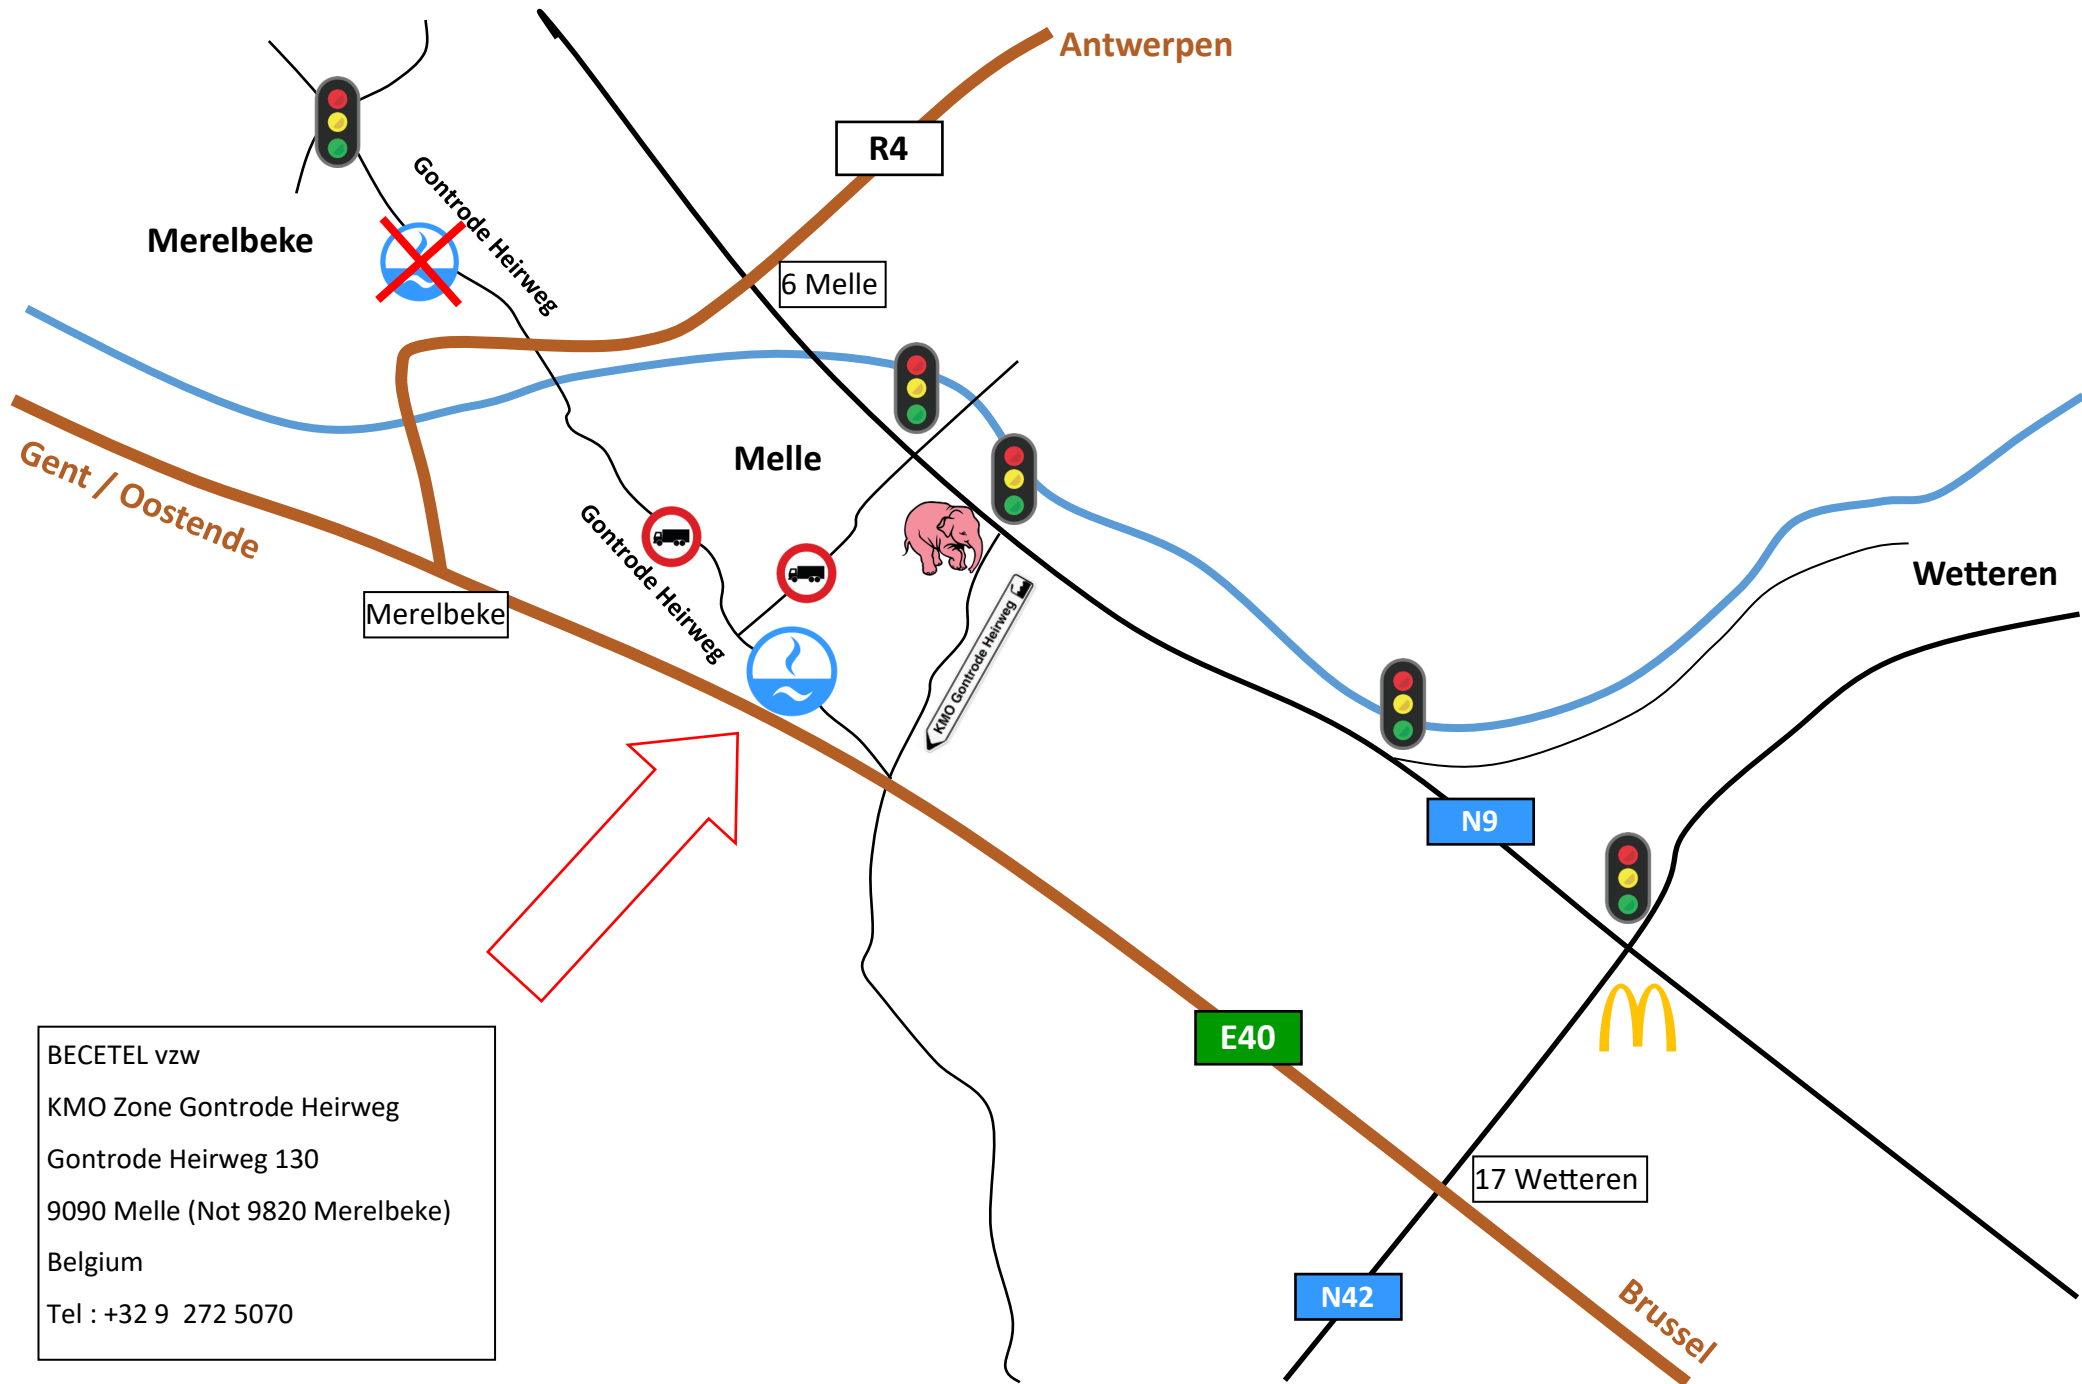 Antwerpen
R4
Gontrode Heirweg
Merelbeke
6 Melle
Gent / Oostende
Melle
Gontrode Heirweg
Wetteren
Merelbeke
KMO Gontrode Heirweg
N9
E40
BECETEL vzw
KMO Zone Gontrode Heirweg
Gontrode Heirweg 130
9090 Melle (Not 9820 Merelbeke)
Belgium
Tel : +32 9  272 5070
17 Wetteren
N42
Brussel